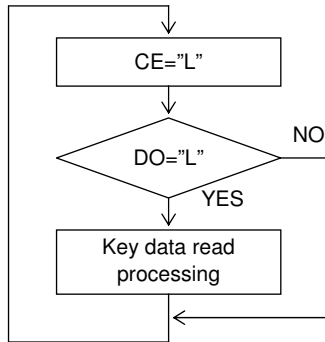 CE=”L”
DO=”L”
NO
YES
Key data read
processing